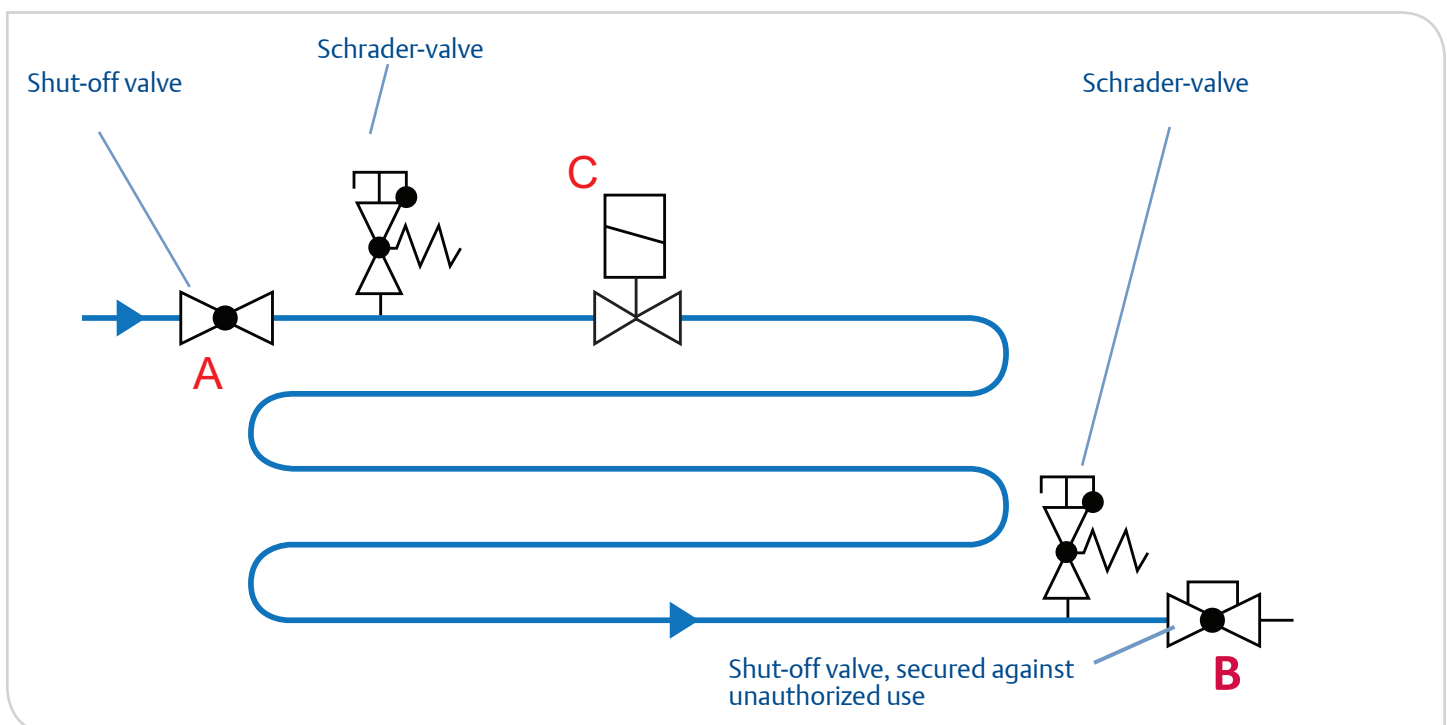 Schrader-valve
Shut-off valve
Schrader-valve
C
A
Shut-off valve, secured against
unauthorized use
B